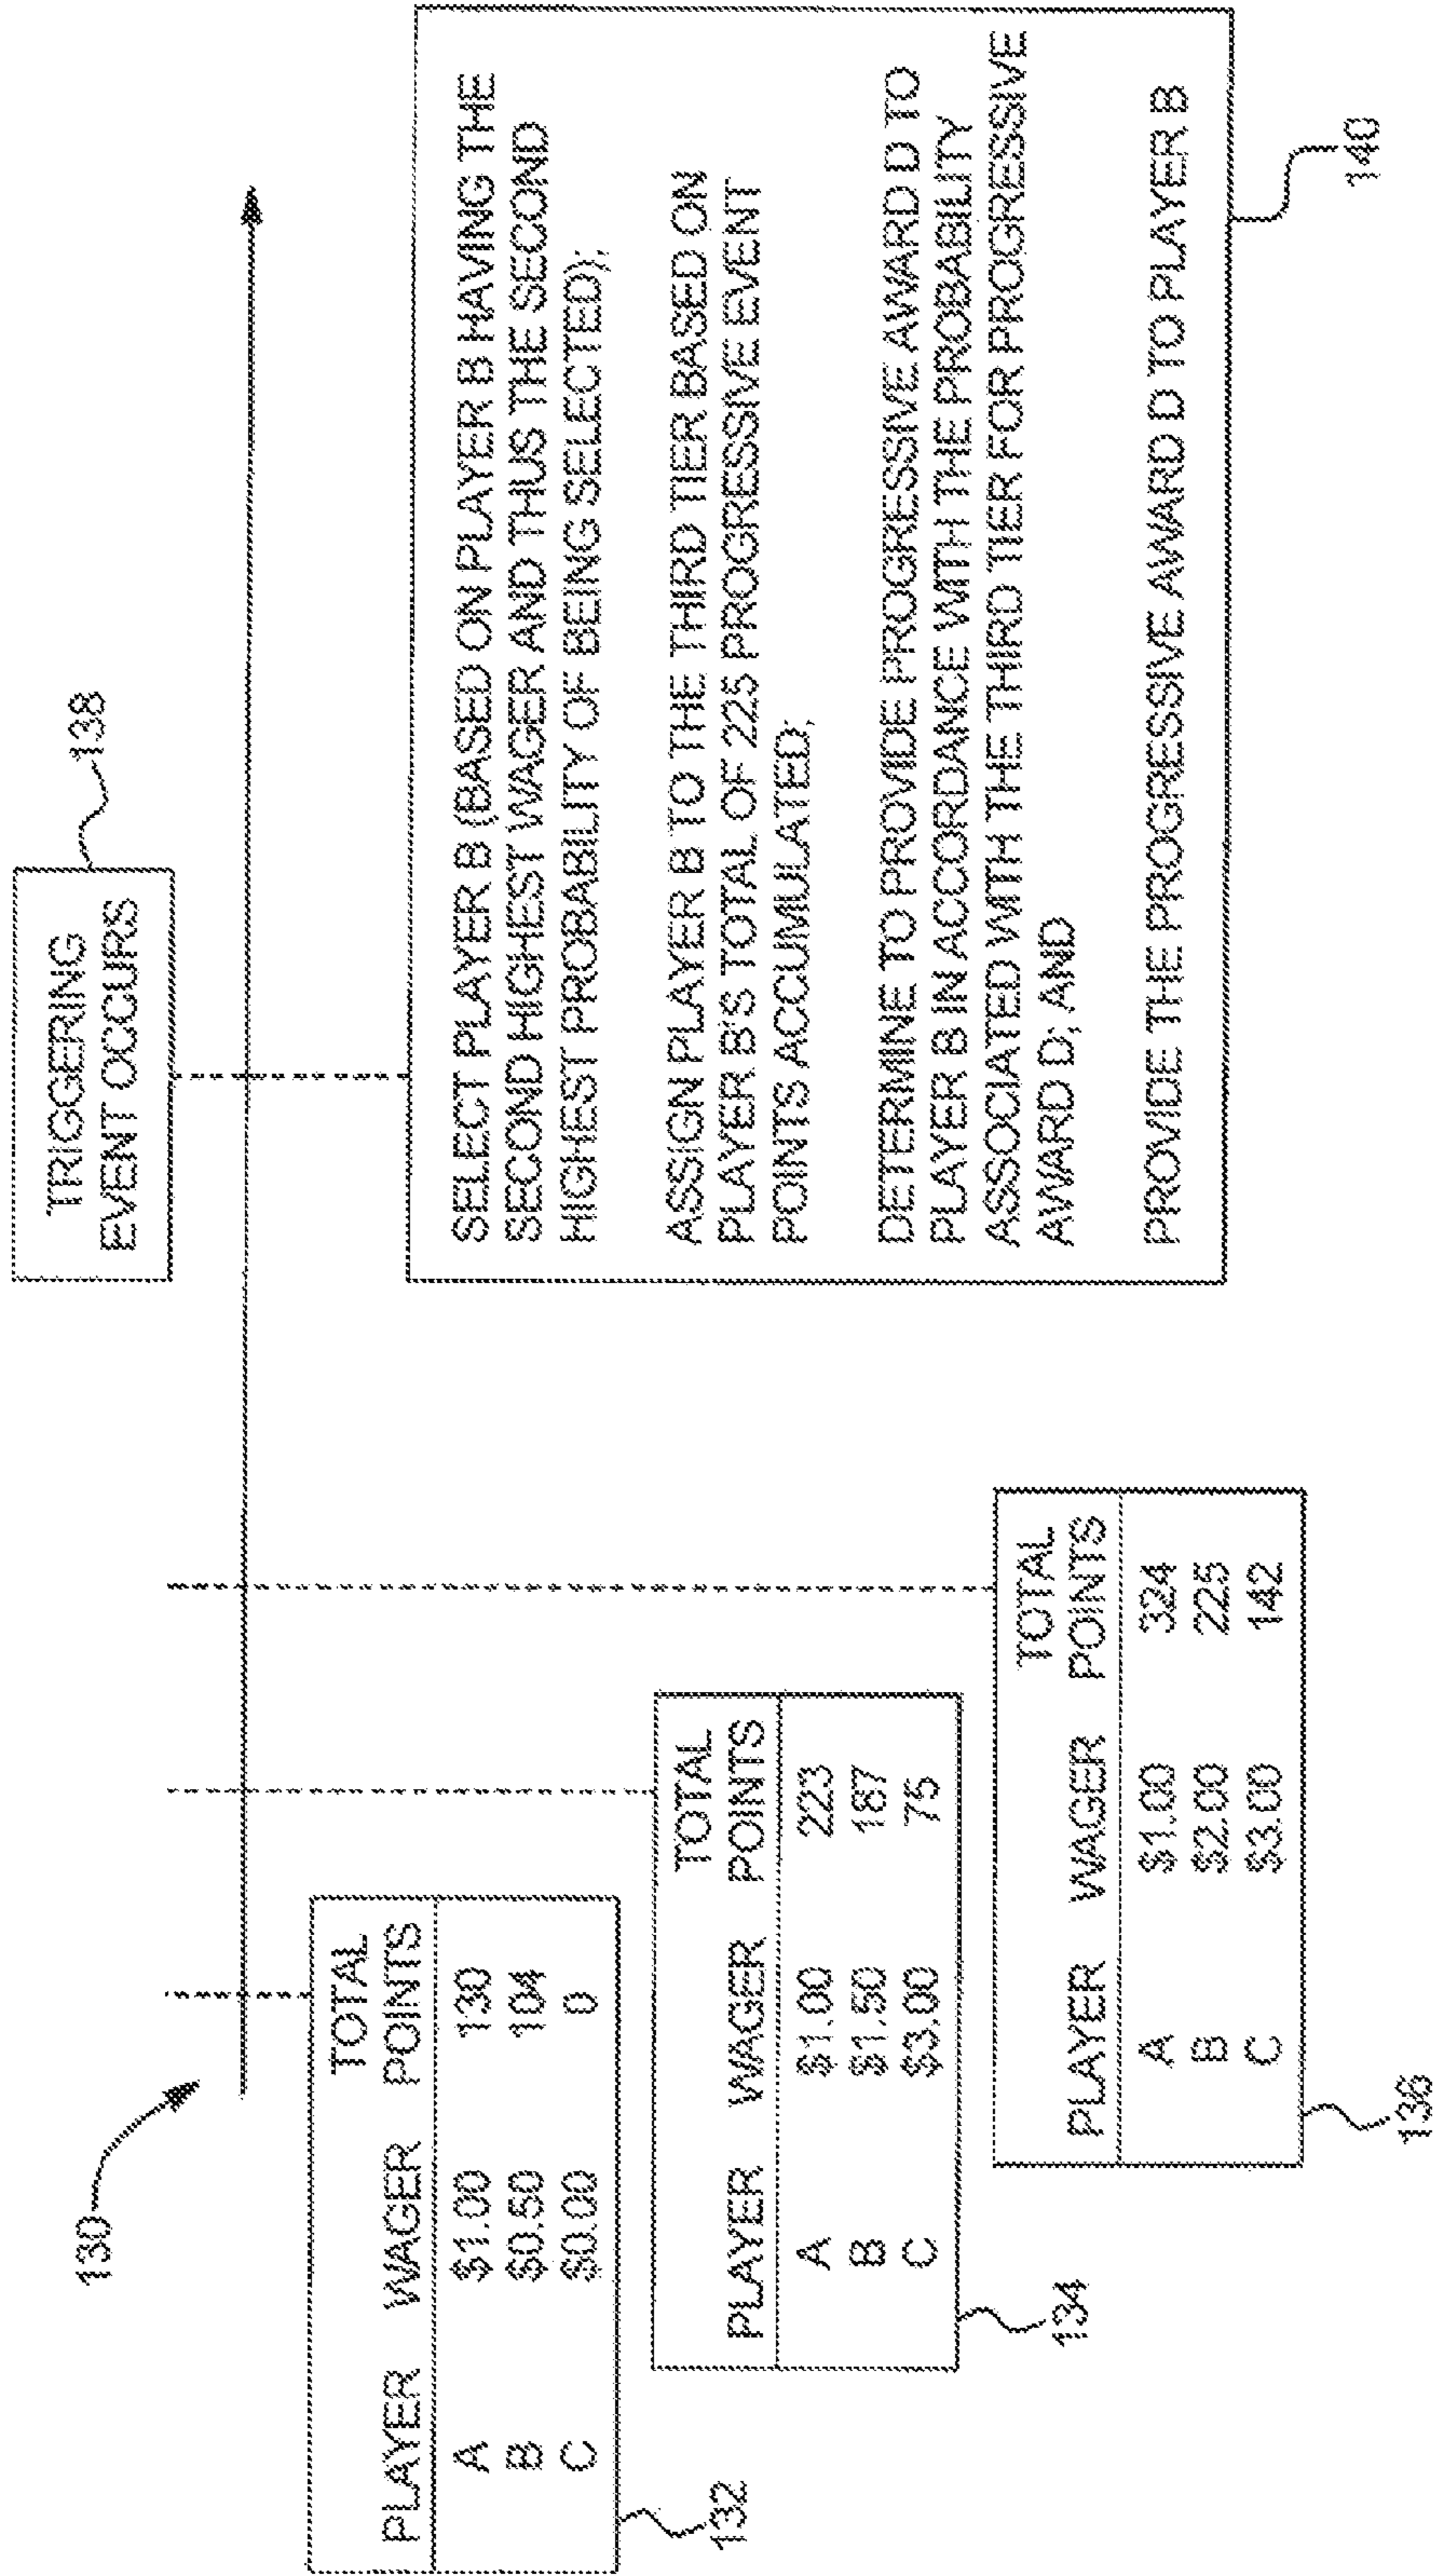 130
TRIGGERING
EVENT OCCURS
138
PLAYER WAGER TOTAL POINTS
A $1.00 130
B $0.50 104
C $0.00 0
132
PLAYER WAGER TOTAL POINTS
A $1.00 223
B $1.50 187
C $3.00 75
134
PLAYER WAGER TOTAL POINTS
A $1.00 324
B $2.00 225
C $3.00 142
136
SELECT PLAYER B (BASED ON PLAYER B HAVING THE
SECOND HIGHEST WAGER AND THUS THE SECOND
HIGHEST PROBABILITY OF BEING SELECTED);
ASSIGN PLAYER B TO THE THIRD TIER BASED ON
PLAYER B'S TOTAL OF 225 PROGRESSIVE EVENT
POINTS ACCUMULATED;
DETERMINE TO PROVIDE PROGRESSIVE AWARD D TO
PLAYER B IN ACCORDANCE WITH THE PROBABILITY
ASSOCIATED WITH THE THIRD TIER FOR PROGRESSIVE
AWARD D; AND
PROVIDE THE PROGRESSIVE AWARD D TO PLAYER B
140